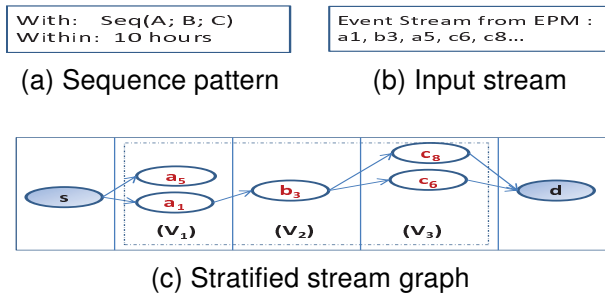 With: Seq(A; B; C)
Within: 10 hours
Event Stream from EPM :
a1, b3, a5, c6, c8...
(a) Sequence pattern
(b) Input stream
s
a5
a1
(V1)
b3
(V2)
c8
c6
(V3)
d
(c) Stratified stream graph